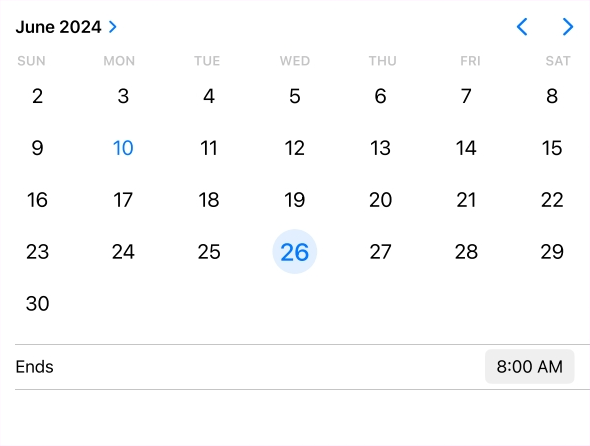 June 2024
SUN MON TUE WED THU FRI SAT
2 3 4 5 6 7 8
9 10 11 12 13 14 15
16 17 18 19 20 21 22
23 24 25 26 27 28 29
30
Ends 8:00 AM